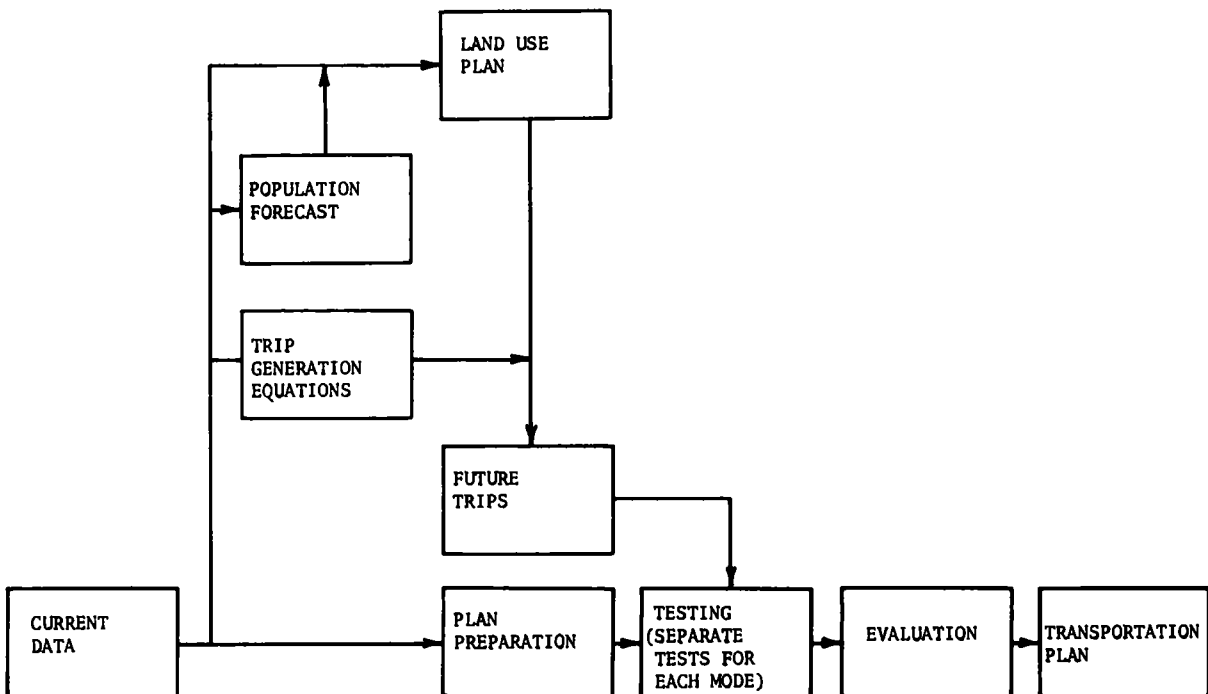 LAND USE
PLAN
POPULATION
FORECAST
TRIP
GENERATION
EQUATIONS
FUTURE
TRIPS
CURRENT
DATA
PLAN
PREPARATION
TESTING
(SEPARATE
TESTS FOR
EACH MODE)
EVALUATION
TRANSPORTATION
PLAN